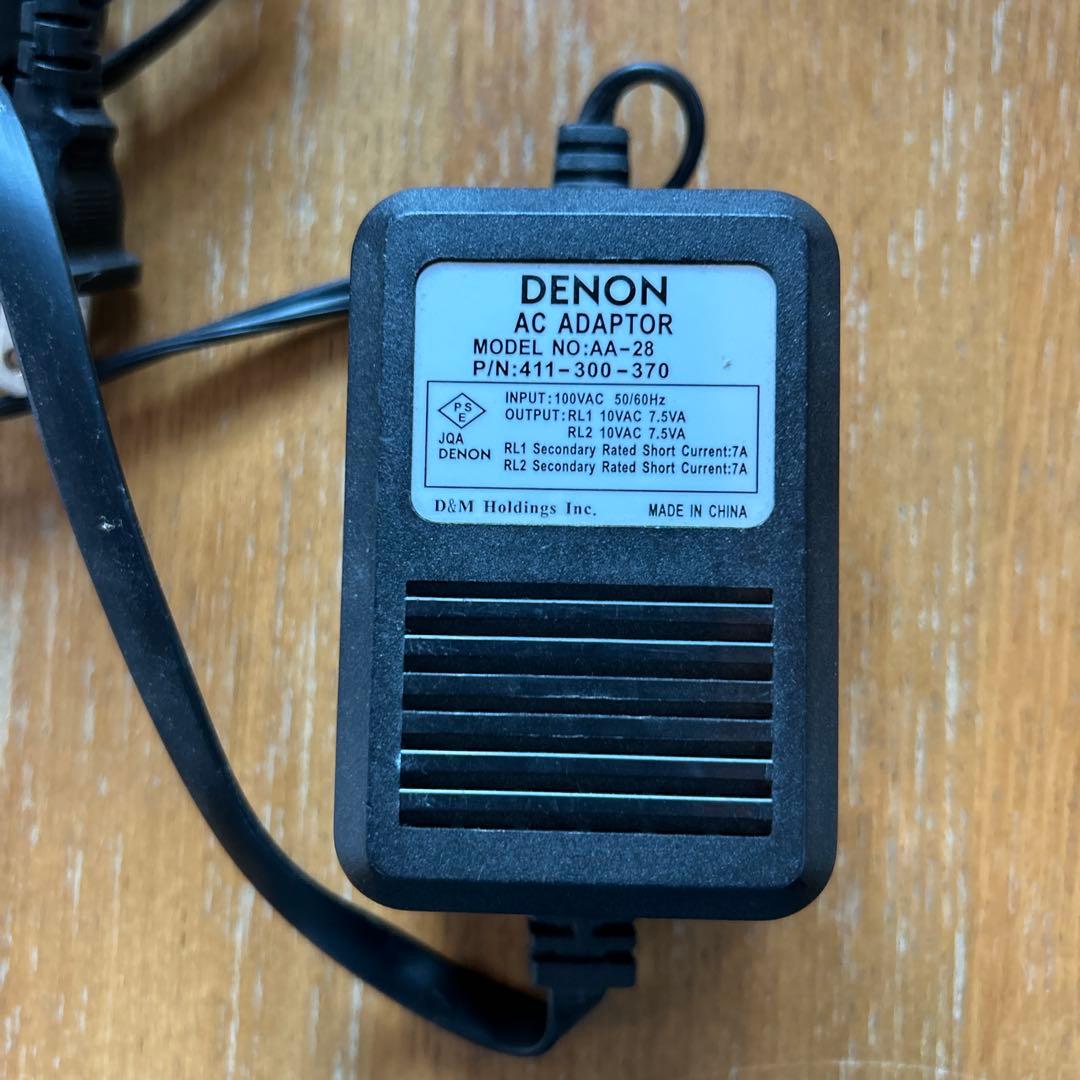 DENON
AC ADAPTOR
MODEL NO:AA-28
P/N:411-300-370
PSE
JQA
DENON
INPUT:100VAC 50/60Hz
OUTPUT:RL1 10VAC 7.5VA
RL2 10VAC 7.5VA
RL1 Secondary Rated Short Current:7A
RL2 Secondary Rated Short Current:7A
D&M Holdings Inc.
MADE IN CHINA